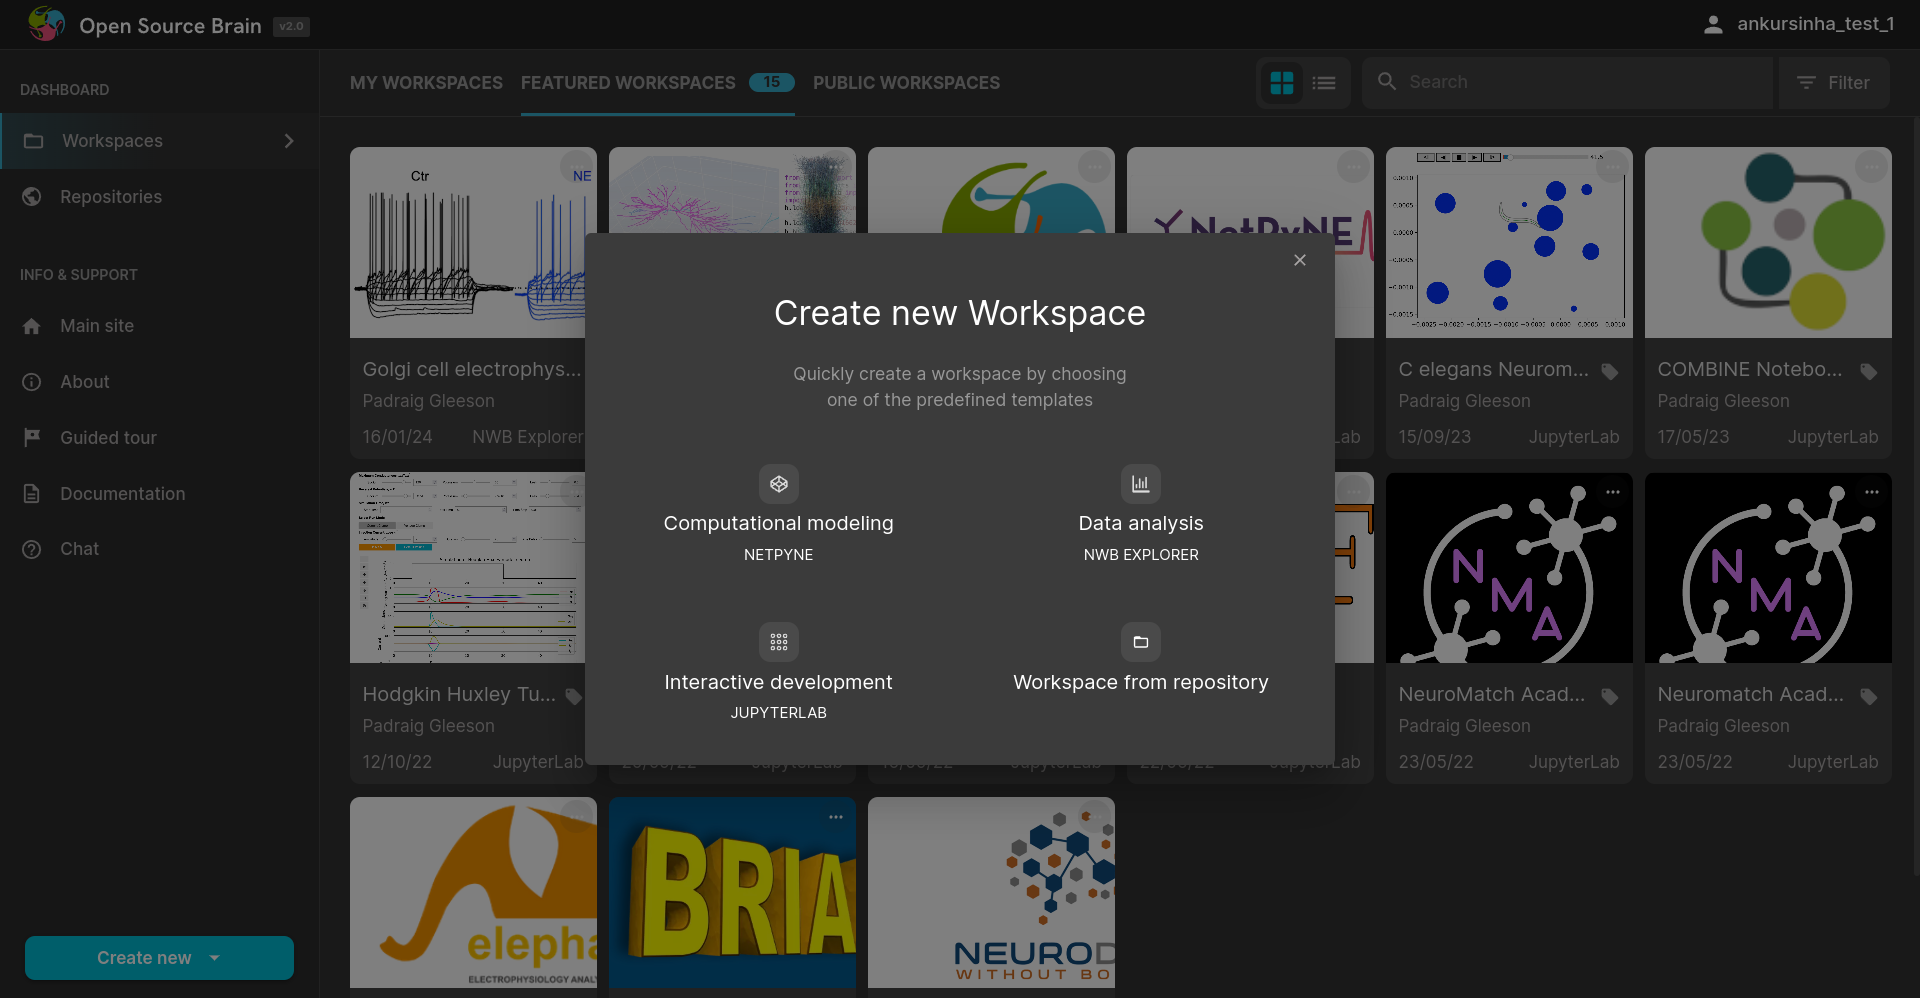 Open Source Brain v2.0
ankursinha_test_1
DASHBOARD
Workspaces
Repositories
INFO & SUPPORT
Main site
About
Guided tour
Documentation
Chat
Create new
MY WORKSPACES
FEATURED WORKSPACES 15
PUBLIC WORKSPACES
Search
Filter
Ctr
NE
NetPyNE
Golgi cell electrophys...
Padraig Gleeson
16/01/24 NWB Explorer
C elegans Neurom...
Padraig Gleeson
15/09/23 JupyterLab
COMBINE Notebo...
Padraig Gleeson
17/05/23 JupyterLab
Create new Workspace
Quickly create a workspace by choosing
one of the predefined templates
Computational modeling
NETPYNE
Data analysis
NWB EXPLORER
Interactive development
JUPYTERLAB
Workspace from repository
Hodgkin Huxley Tu...
Padraig Gleeson
12/10/22 JupyterLab
NMA
NeuroMatch Acad...
Padraig Gleeson
23/05/22 JupyterLab
NMA
Neuromatch Acad...
Padraig Gleeson
23/05/22 JupyterLab
elepha
ELECTROPHYSIOLOGY ANALY
BRIA
NEUROD
WITHOUT BO